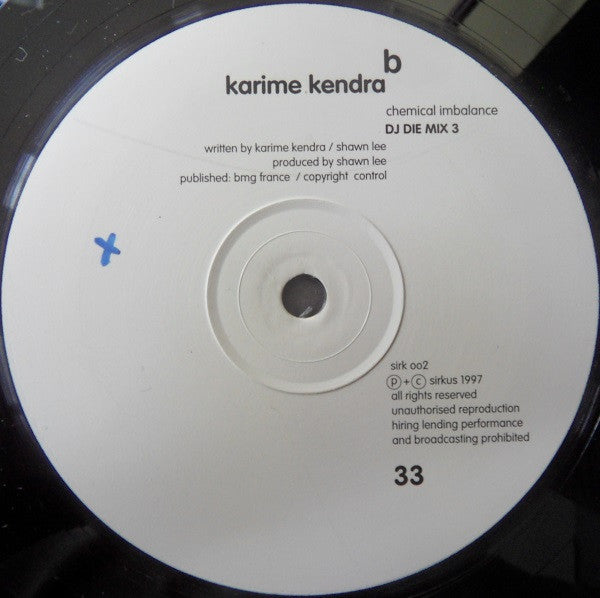 b
karime kendra
chemical imbalance
DJ DIE MIX 3
written by karime kendra / shawn lee
produced by shawn lee
published: bmg france / copyright control
sirk oo2
℗+© sirkus 1997
all rights reserved
unauthorised reproduction
hiring lending performance
and broadcasting prohibited
33